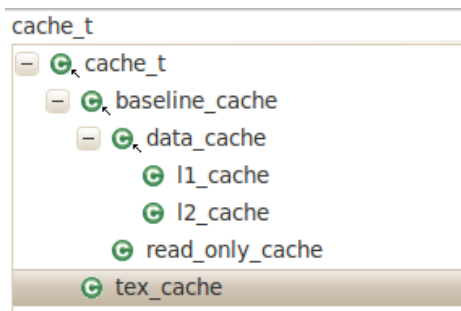 cache_t
cache_t
baseline_cache
data_cache
l1_cache
l2_cache
read_only_cache
tex_cache